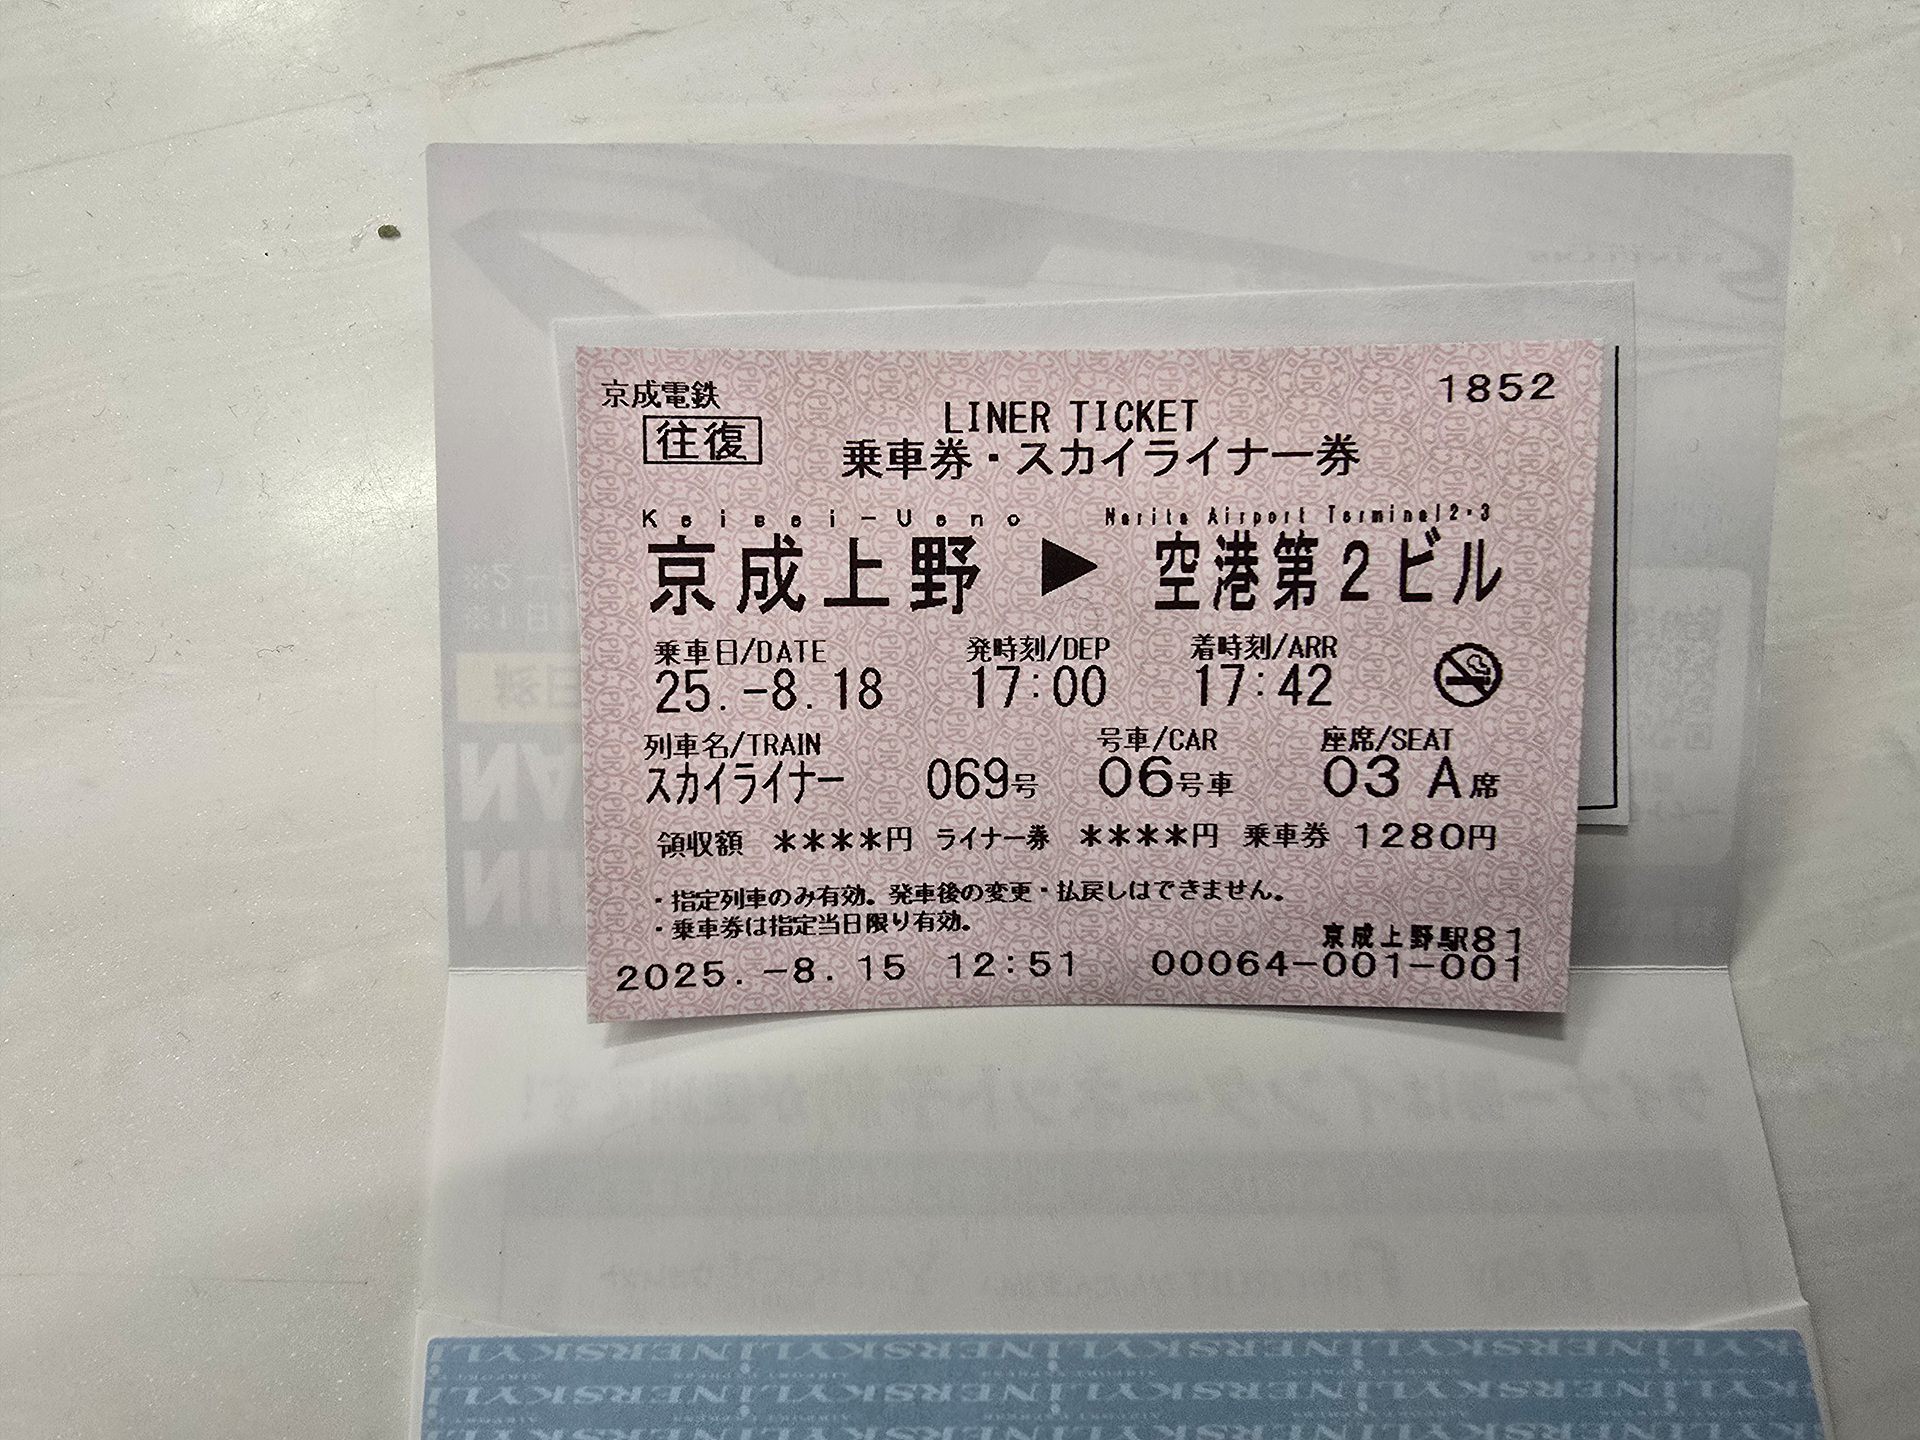 京成電鉄
1852
往復
LINER TICKET
乗車券・スカイライナー券
Keisei-Ueno Narita Airport Terminal2・3
京成上野 ▶ 空港第2ビル
乗車日/DATE 発時刻/DEP 着時刻/ARR
25.-8.18 17:00 17:42
列車名/TRAIN 号車/CAR 座席/SEAT
スカイライナー 069号 06号車 03 A席
領収額 ****円 ライナー券 ****円 乗車券 1280円
・指定列車のみ有効。発車後の変更・払戻しはできません。
・乗車券は指定当日限り有効。
京成上野駅81
2025.-8.15 12:51 00064-001-001